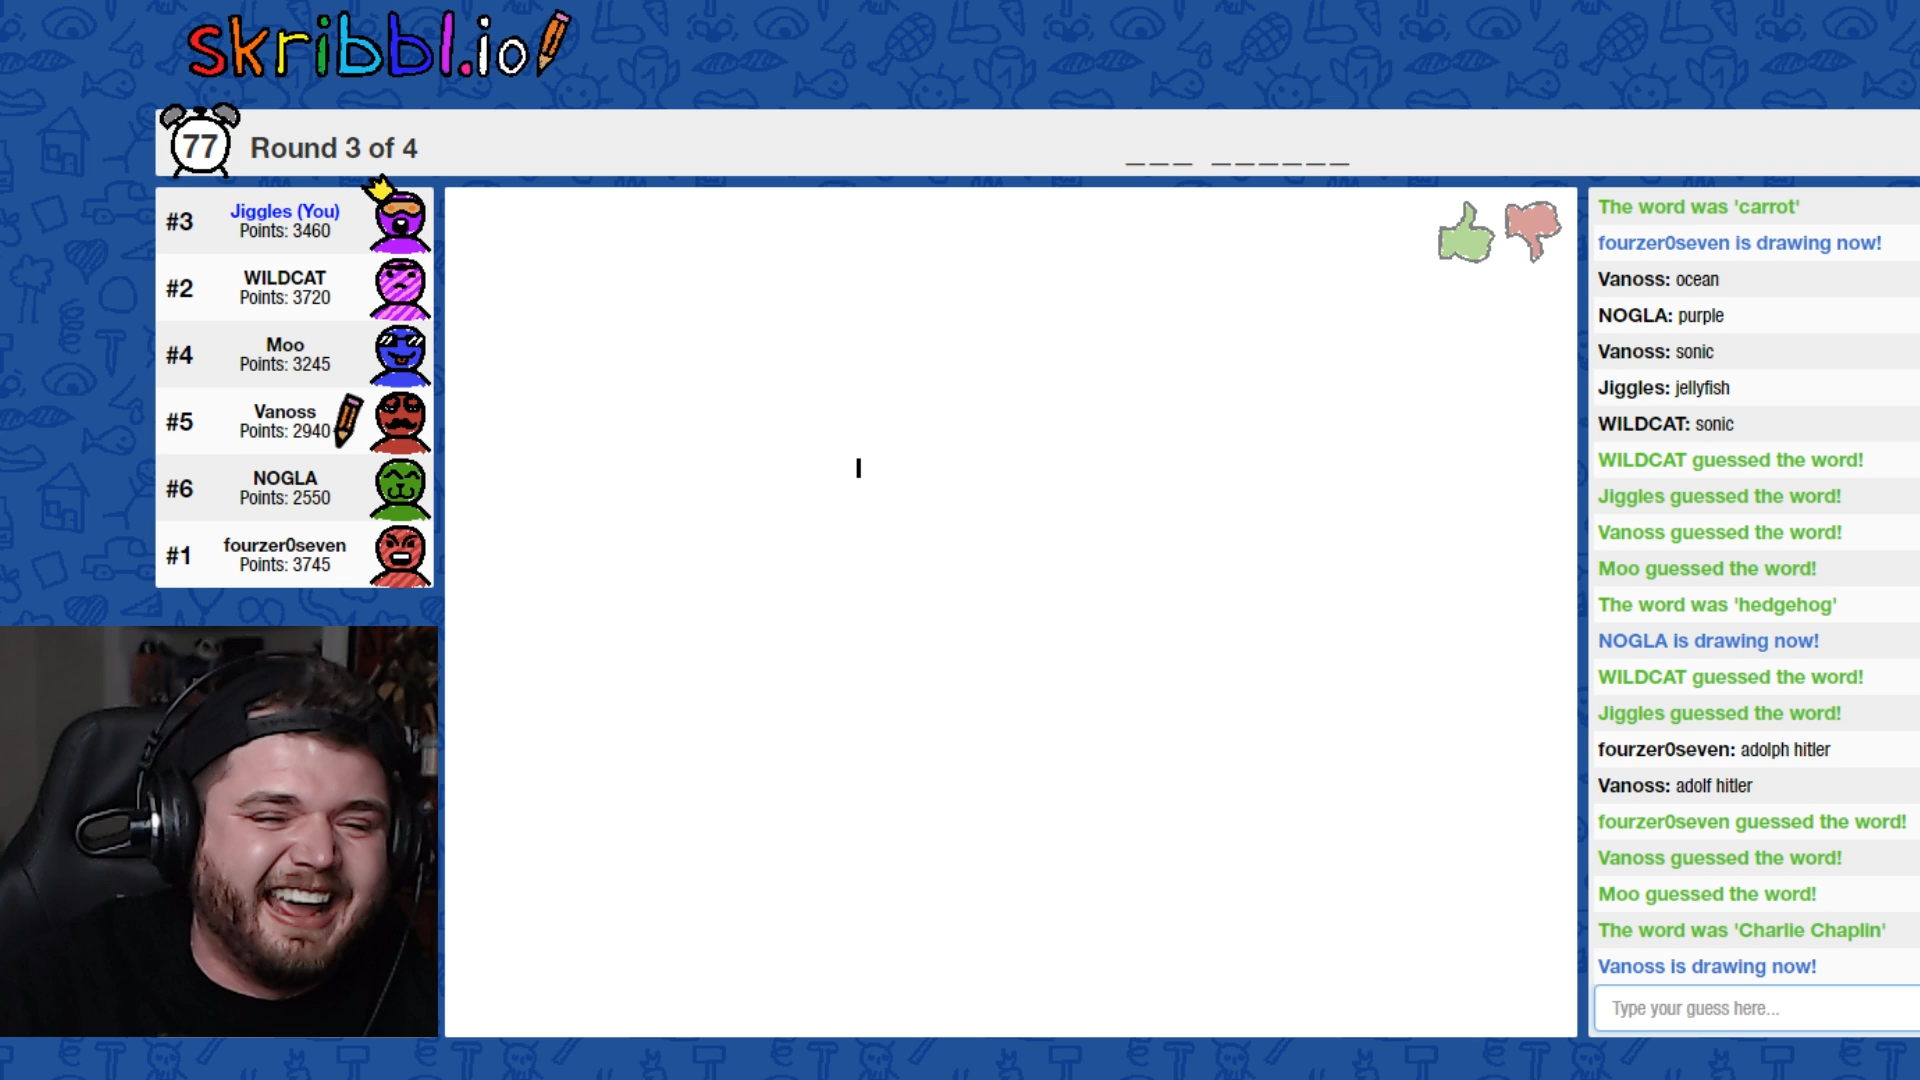 skribbl.io
77
Round 3 of 4
___ ______
#3
Jiggles (You)
Points: 3460
#2
WILDCAT
Points: 3720
#4
Moo
Points: 3245
#5
Vanoss
Points: 2940
#6
NOGLA
Points: 2550
#1
fourzer0seven
Points: 3745
The word was 'carrot'
fourzer0seven is drawing now!
Vanoss: ocean
NOGLA: purple
Vanoss: sonic
Jiggles: jellyfish
WILDCAT: sonic
WILDCAT guessed the word!
Jiggles guessed the word!
Vanoss guessed the word!
Moo guessed the word!
The word was 'hedgehog'
NOGLA is drawing now!
WILDCAT guessed the word!
Jiggles guessed the word!
fourzer0seven: adolph hitler
Vanoss: adolf hitler
fourzer0seven guessed the word!
Vanoss guessed the word!
Moo guessed the word!
The word was 'Charlie Chaplin'
Vanoss is drawing now!
Type your guess here...